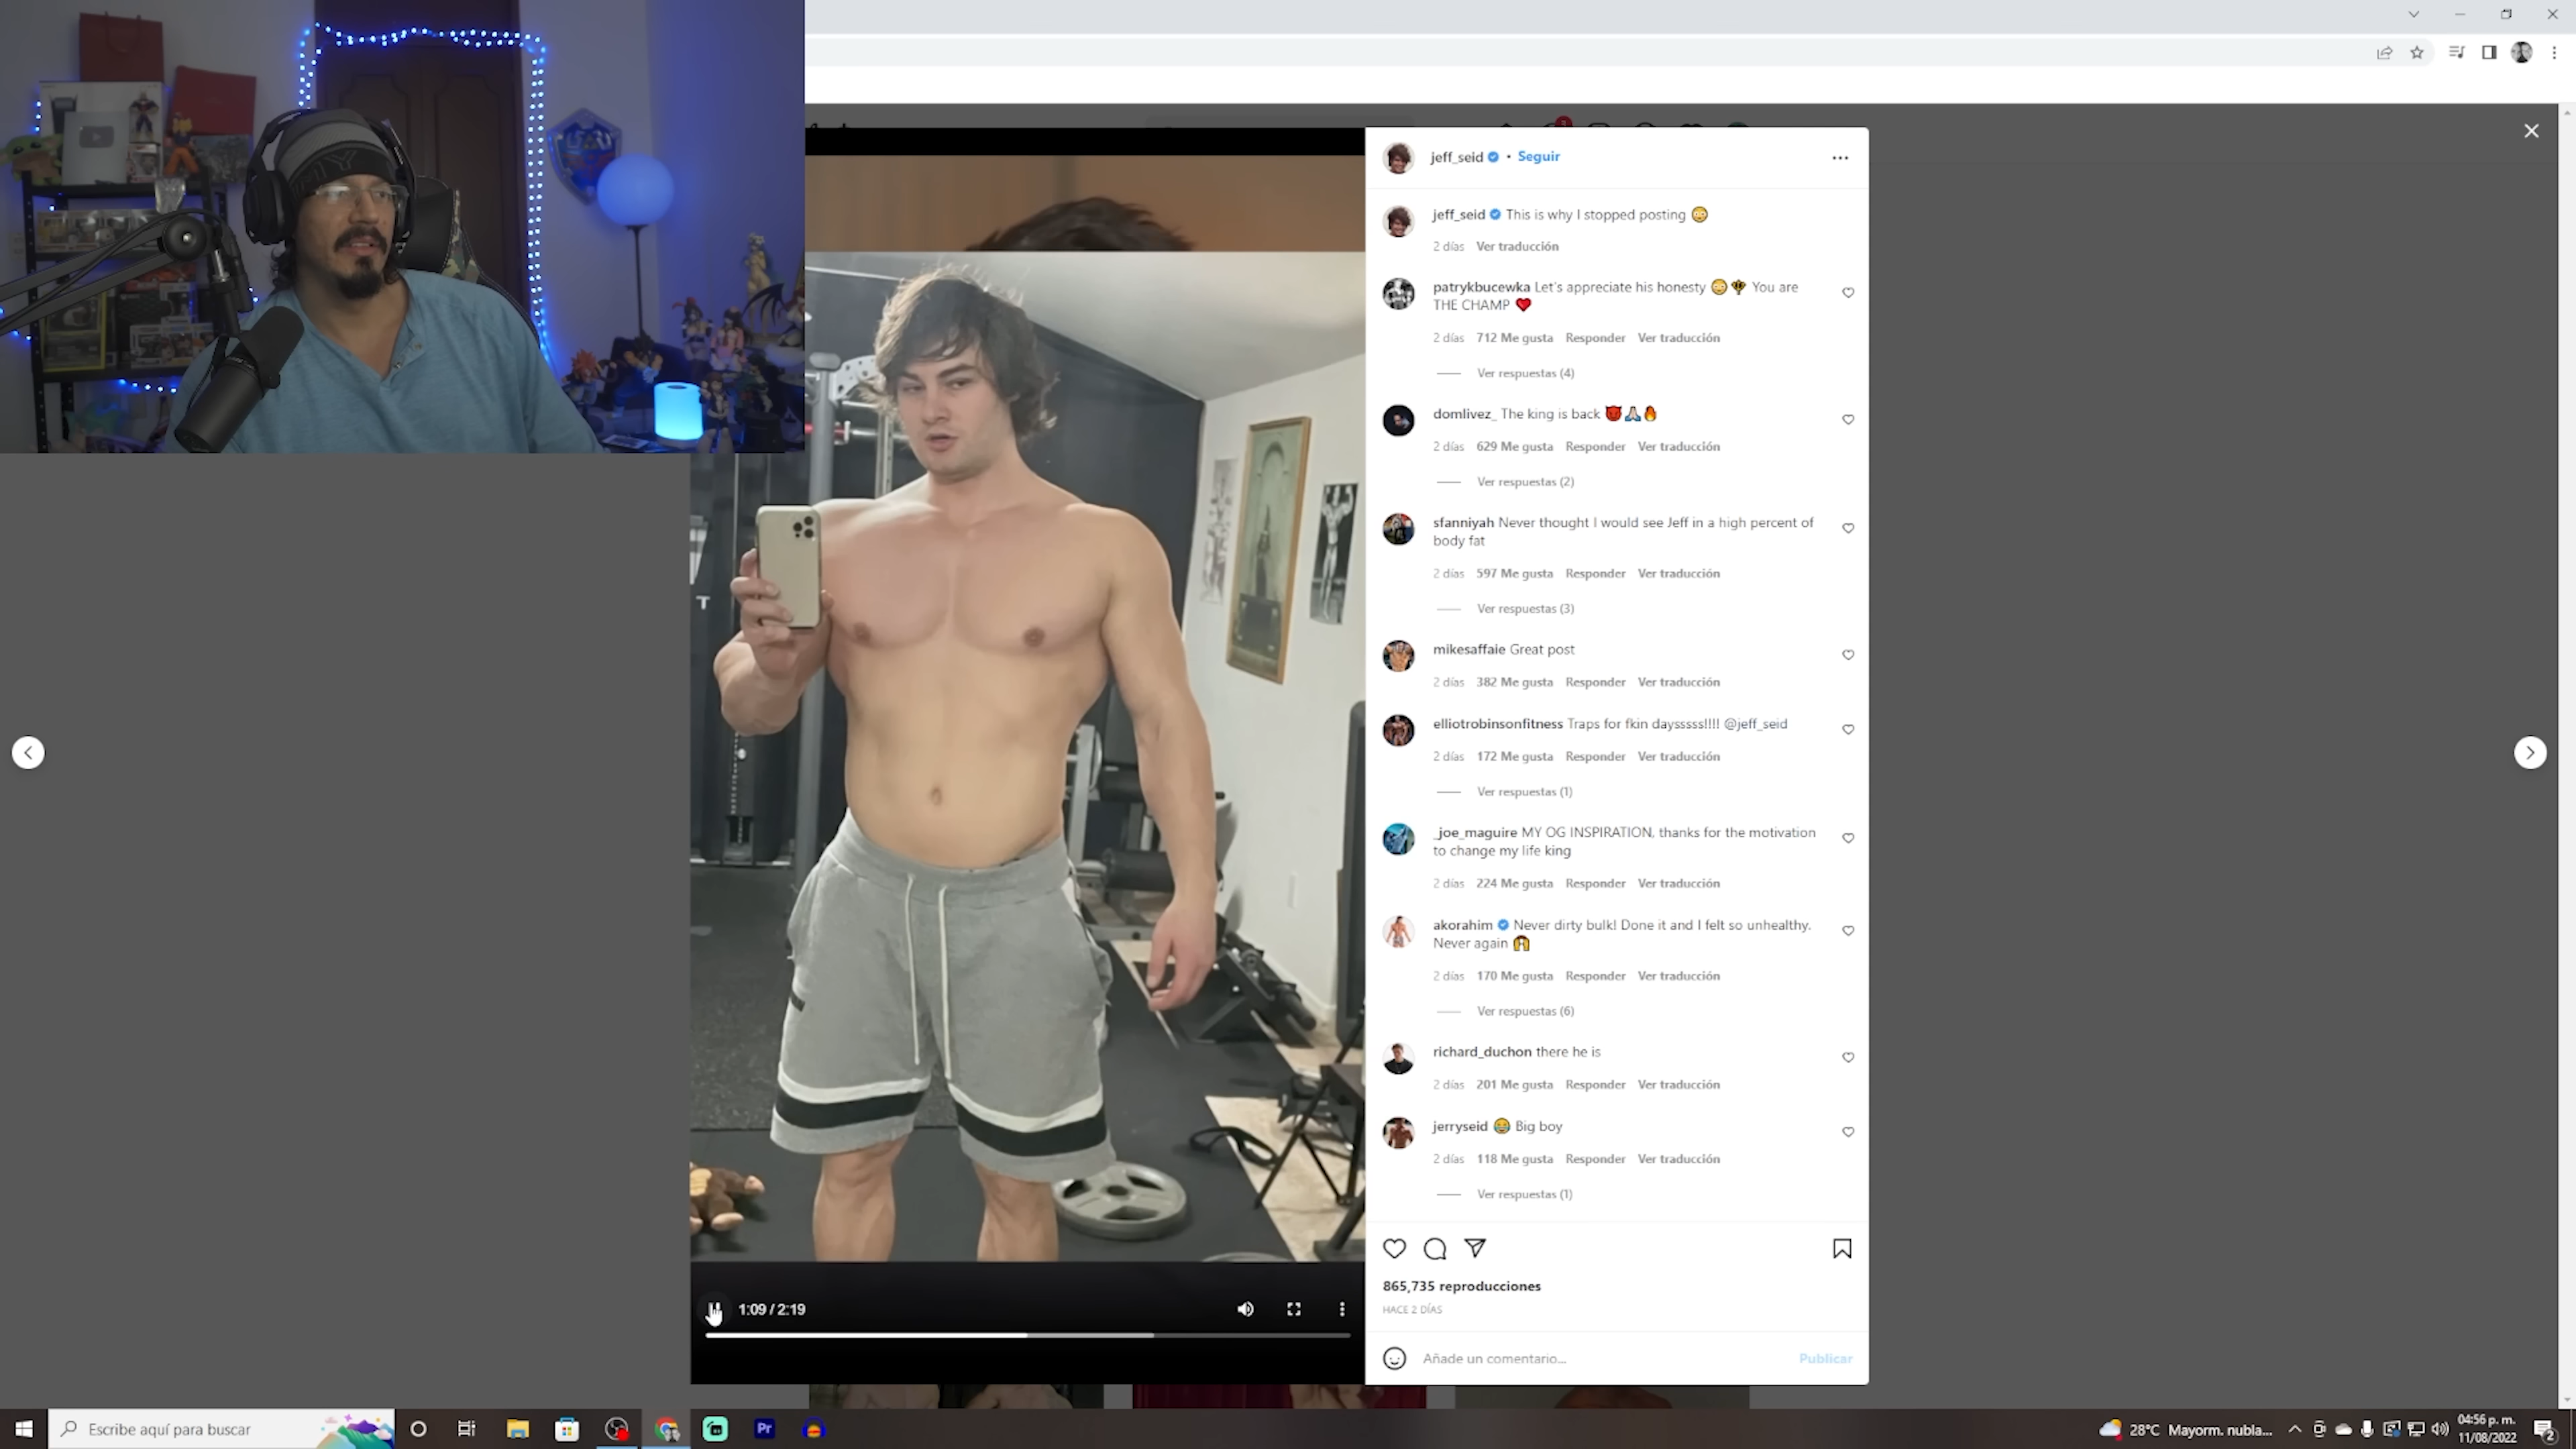 jeff_seid • Seguir
jeff_seid This is why I stopped posting 😳
2 días Ver traducción
patrykbucewka Let's appreciate his honesty 😳🏆 You are
THE CHAMP ❤️
2 días 712 Me gusta Responder Ver traducción
Ver respuestas (4)
domlivez_ The king is back 👿🙏🏻🔥
2 días 629 Me gusta Responder Ver traducción
Ver respuestas (2)
sfanniyah Never thought I would see Jeff in a high percent of
body fat
2 días 597 Me gusta Responder Ver traducción
Ver respuestas (3)
mikesaffaie Great post
2 días 382 Me gusta Responder Ver traducción
elliotrobinsonfitness Traps for fkin daysssss!!!! @jeff_seid
2 días 172 Me gusta Responder Ver traducción
Ver respuestas (1)
_joe_maguire MY OG INSPIRATION, thanks for the motivation
to change my life king
2 días 224 Me gusta Responder Ver traducción
akorahim Never dirty bulk! Done it and I felt so unhealthy.
Never again
2 días 170 Me gusta Responder Ver traducción
Ver respuestas (6)
richard_duchon there he is
2 días 201 Me gusta Responder Ver traducción
jerryseid 😂 Big boy
2 días 118 Me gusta Responder Ver traducción
Ver respuestas (1)
865,735 reproducciones
HACE 2 DÍAS
Añade un comentario... Publicar
1:09 / 2:19
Escribe aquí para buscar
Pr
28°C Mayorm. nubla...
04:56 p. m.
11/08/2022
2